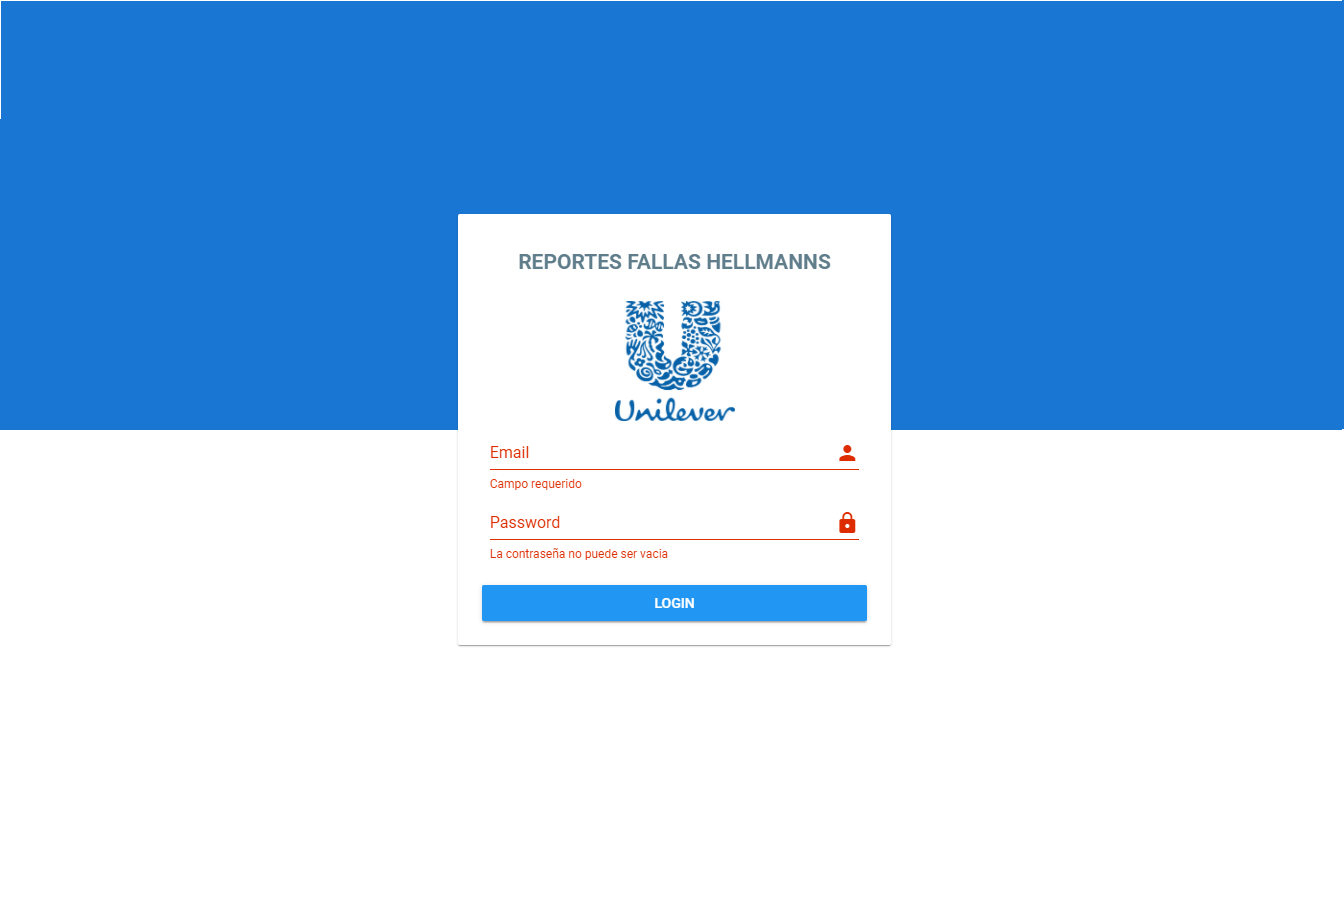 REPORTES FALLAS HELLMANNS
Unilever
Email
Campo requerido
Password
La contraseña no puede ser vacia
LOGIN